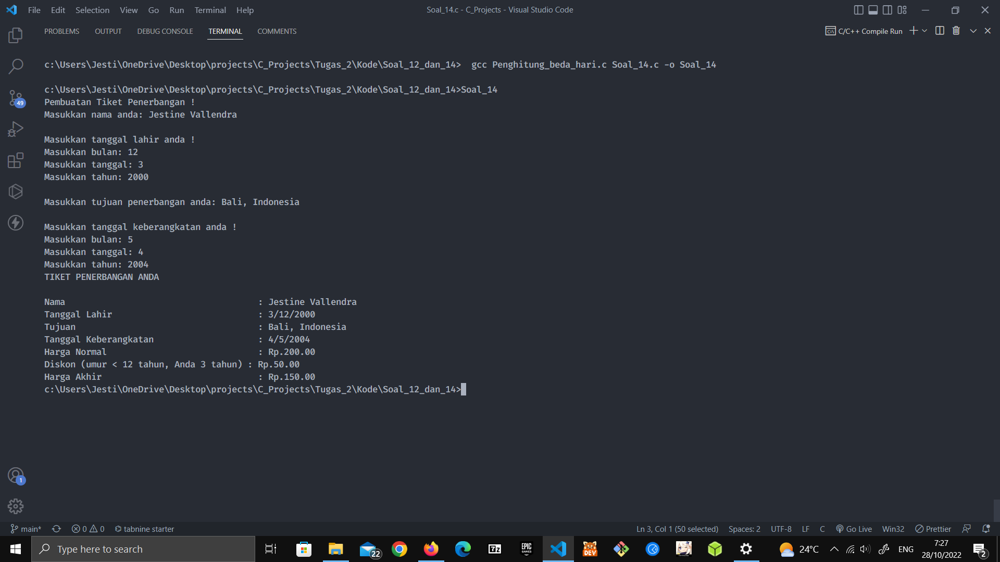 File Edit Selection View Go Run Terminal Help
Soal_14.c - C_Projects - Visual Studio Code
PROBLEMS OUTPUT DEBUG CONSOLE TERMINAL COMMENTS
C/C++ Compile Run
c:\Users\Jesti\OneDrive\Desktop\projects\C_Projects\Tugas_2\Kode\Soal_12_dan_14>  gcc Penghitung_beda_hari.c Soal_14.c -o Soal_14
c:\Users\Jesti\OneDrive\Desktop\projects\C_Projects\Tugas_2\Kode\Soal_12_dan_14>Soal_14
Pembuatan Tiket Penerbangan !
Masukkan nama anda: Jestine Vallendra
Masukkan tanggal lahir anda !
Masukkan bulan: 12
Masukkan tanggal: 3
Masukkan tahun: 2000
Masukkan tujuan penerbangan anda: Bali, Indonesia
Masukkan tanggal keberangkatan anda !
Masukkan bulan: 5
Masukkan tanggal: 4
Masukkan tahun: 2004
TIKET PENERBANGAN ANDA
Nama : Jestine Vallendra
Tanggal Lahir : 3/12/2000
Tujuan : Bali, Indonesia
Tanggal Keberangkatan : 4/5/2004
Harga Normal : Rp.200.00
Diskon (umur < 12 tahun, Anda 3 tahun) : Rp.50.00
Harga Akhir : Rp.150.00
c:\Users\Jesti\OneDrive\Desktop\projects\C_Projects\Tugas_2\Kode\Soal_12_dan_14>
49
1
main* 0 0 tabnine starter
Ln 3, Col 1 (50 selected) Spaces: 2 UTF-8 LF C Go Live Win32 Prettier
Type here to search
22
7z
EPIC GAMES
DEV
24°C
ENG
7:27
28/10/2022
2